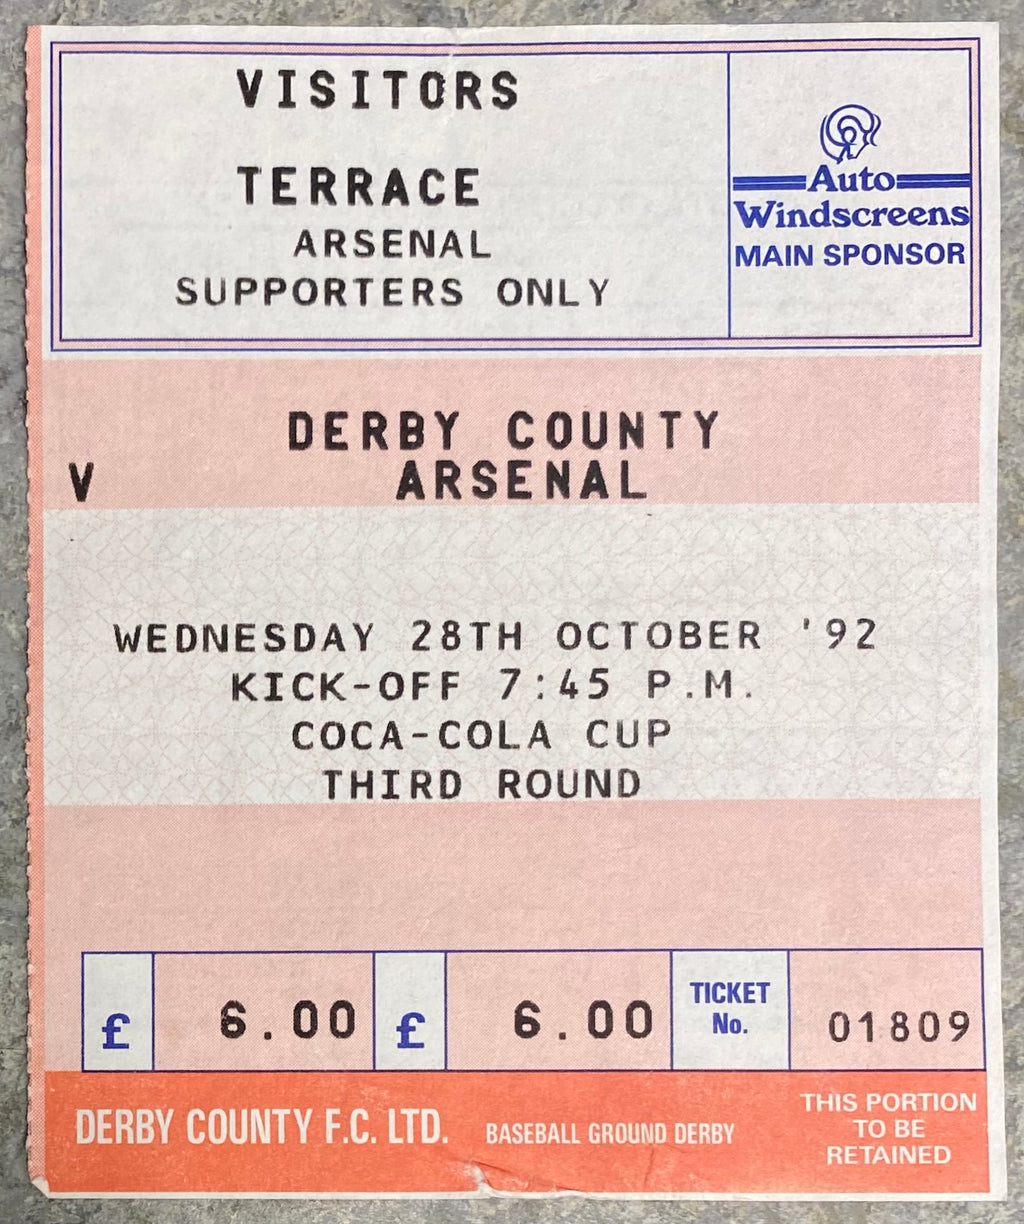 VISITORS
TERRACE
ARSENAL
SUPPORTERS ONLY
Auto
Windscreens
MAIN SPONSOR
DERBY COUNTY
V ARSENAL
WEDNESDAY 28TH OCTOBER '92
KICK-OFF 7:45 P.M.
COCA-COLA CUP
THIRD ROUND
£ 6.00 £ 6.00 TICKET No. 01809
DERBY COUNTY F.C. LTD. BASEBALL GROUND DERBY
THIS PORTION
TO BE
RETAINED